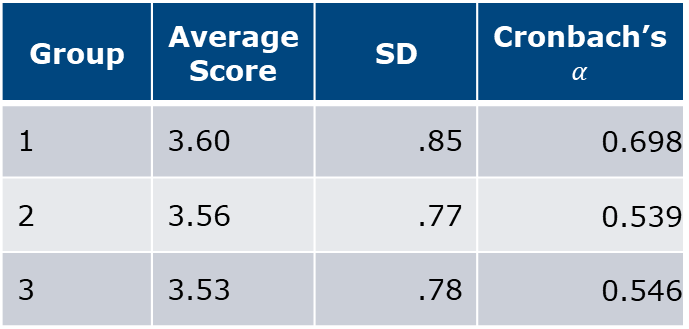 Group Average Score SD Cronbach’s α
1 3.60 .85 0.698
2 3.56 .77 0.539
3 3.53 .78 0.546